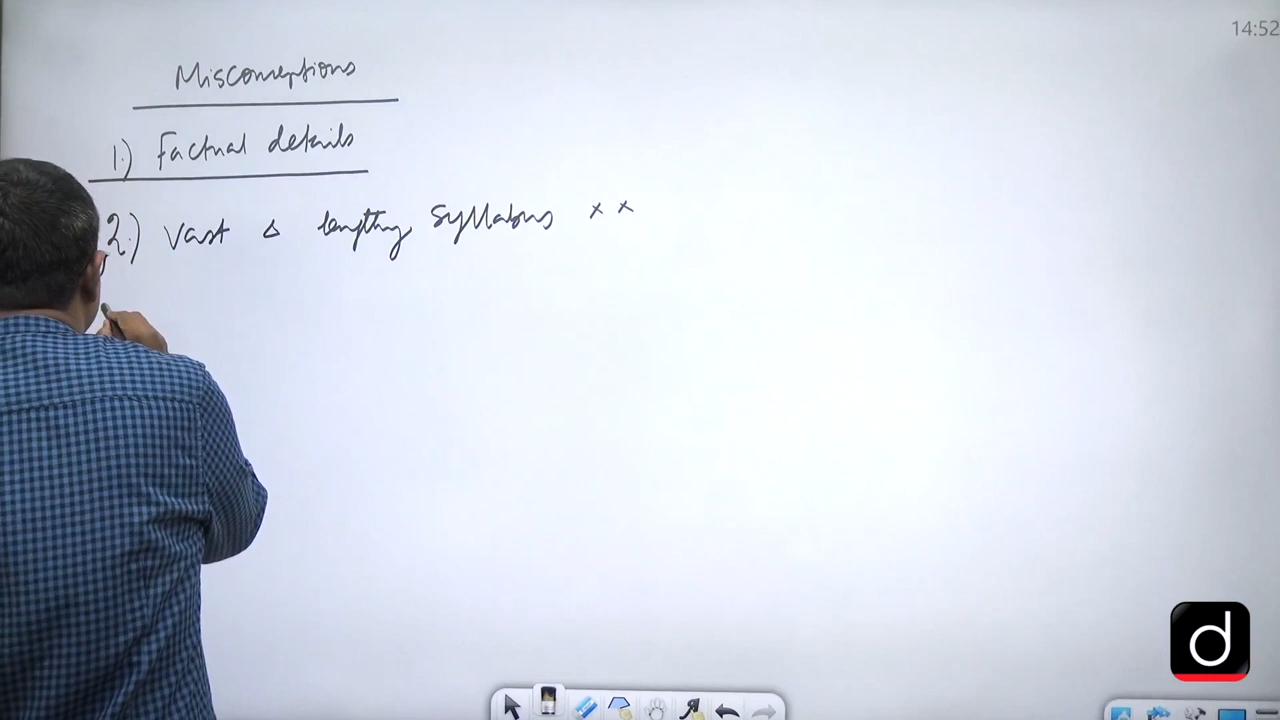 14:52
Misconceptions
1.) Factual details
2.) Vast & lengthy Syllabus x x
d